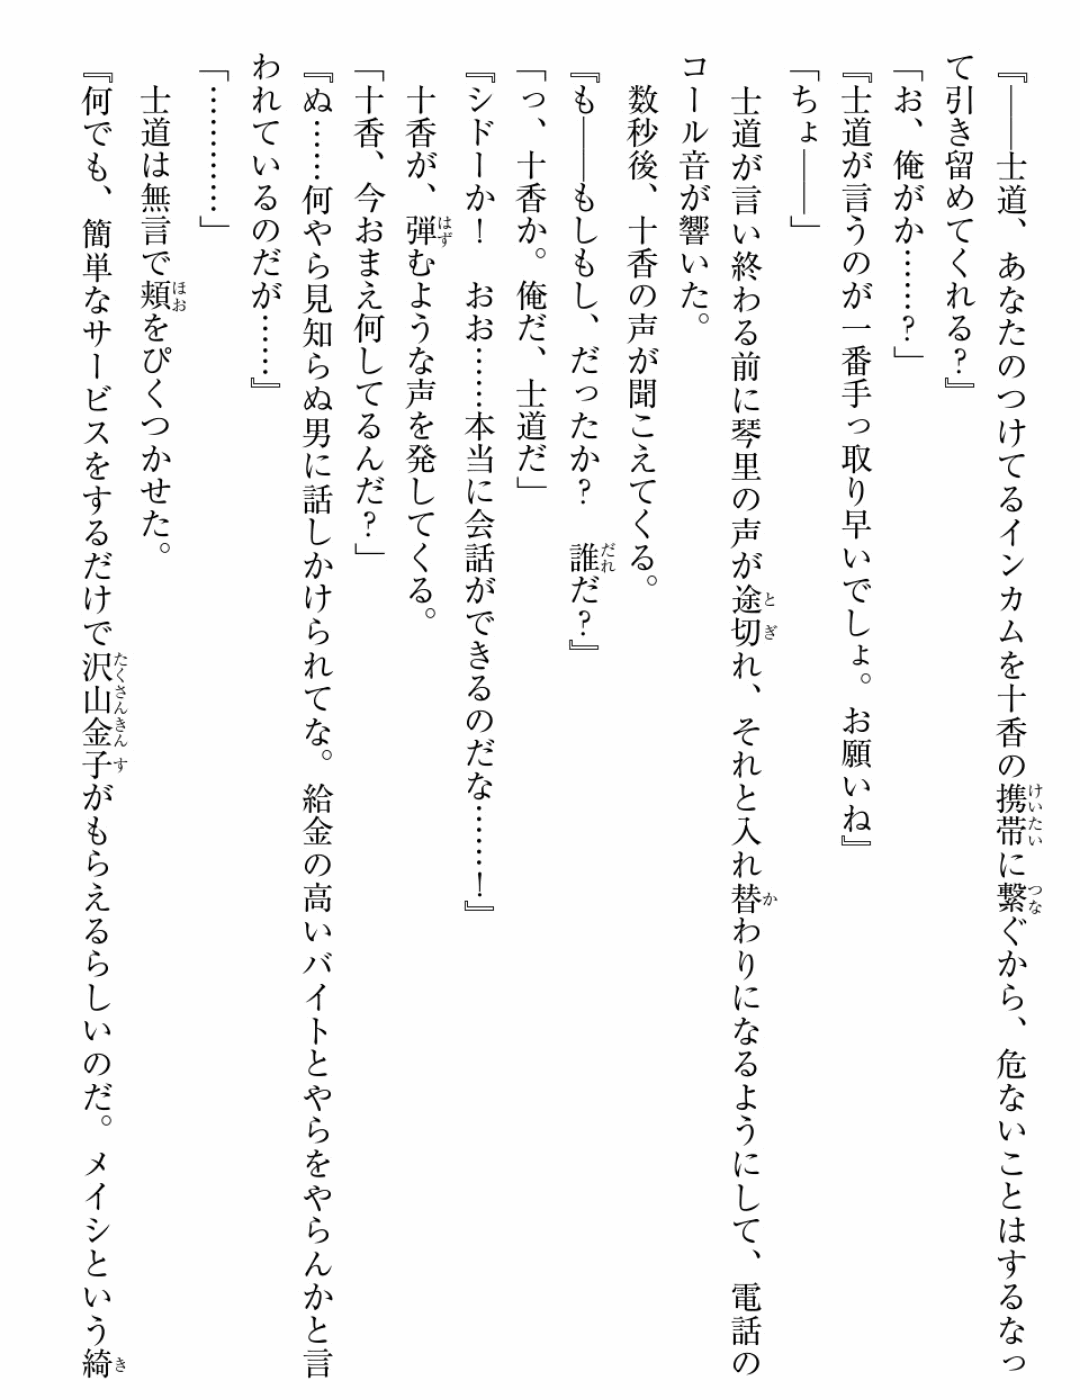 『――士道、あなたのつけてるインカムを十香の携帯に繋ぐから、危ないことはするなっ
て引き留めてくれる?』
「お、俺がか……?」
『士道が言うのが一番手っ取り早いでしょ。お願いね』
「ちょ――」
　士道が言い終わる前に琴里の声が途切れ、それと入れ替わりになるようにして、電話の
コール音が響いた。
　数秒後、十香の声が聞こえてくる。
『も――もしもし、だったか?　誰だ?』
「っ、十香か。俺だ、士道だ」
『シドーか!　おお……本当に会話ができるのだな……!』
　十香が、弾むような声を発してくる。
「十香、今おまえ何してるんだ?」
『ぬ……何やら見知らぬ男に話しかけられてな。給金の高いバイトとやらをやらんかと言
われているのだが……』
「…………」
　士道は無言で頬をぴくつかせた。
『何でも、簡単なサービスをするだけで沢山金子がもらえるらしいのだ。メイシという綺